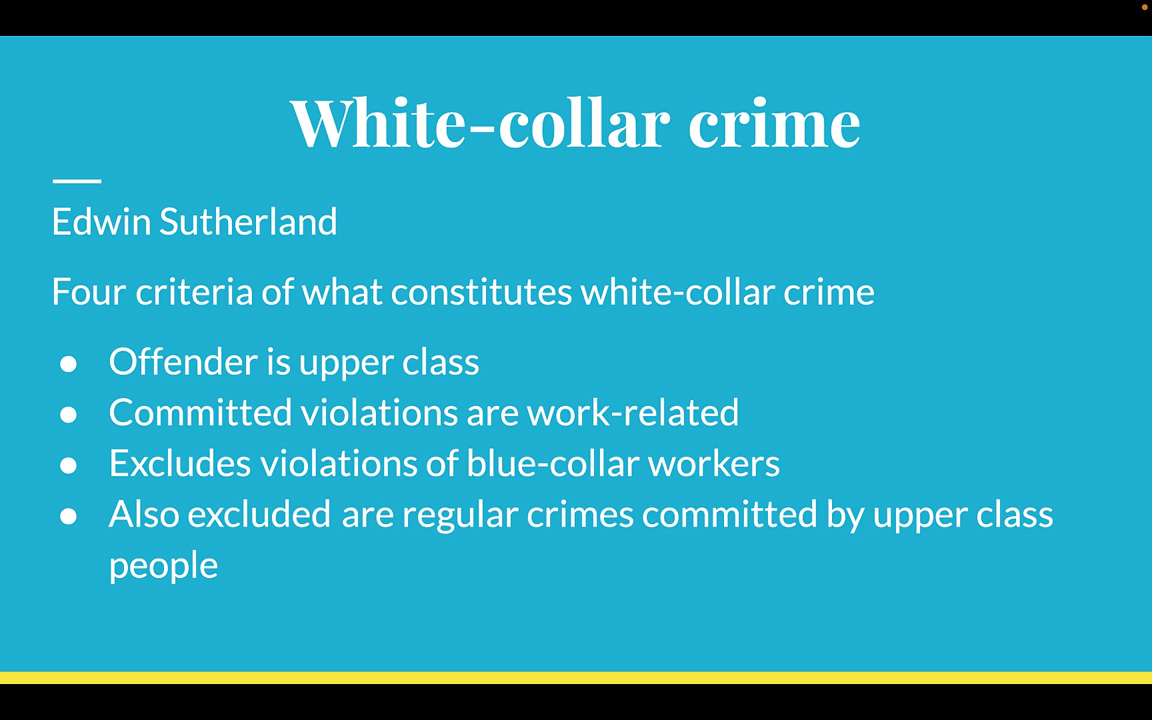 White-collar crime
Edwin Sutherland
Four criteria of what constitutes white-collar crime
● Offender is upper class
● Committed violations are work-related
● Excludes violations of blue-collar workers
● Also excluded are regular crimes committed by upper class
people